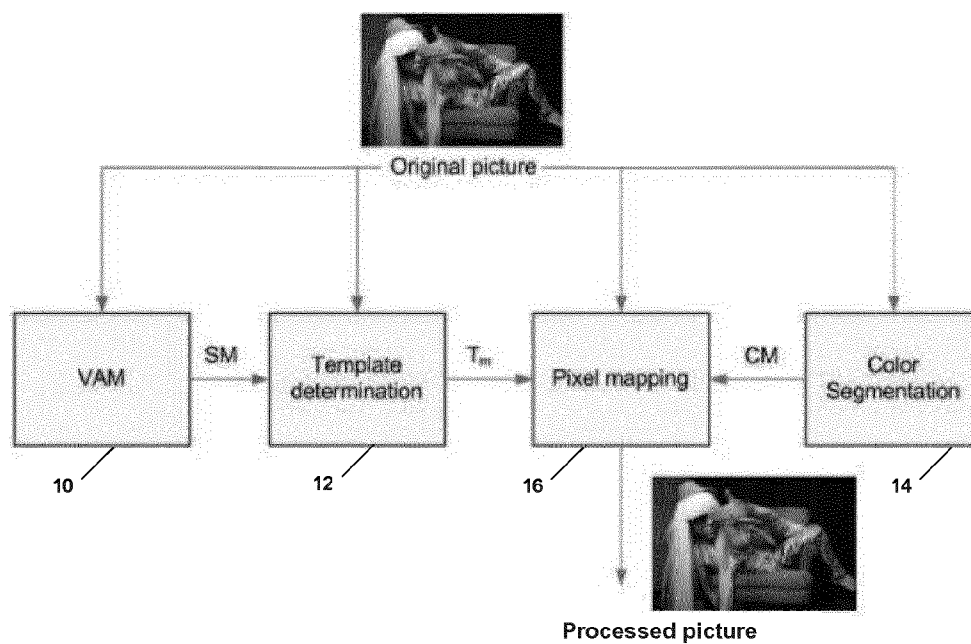 Original picture
VAM
SM
Template
determination
Tm
Pixel mapping
CM
Color
Segmentation
10
12
16
14
Processed picture